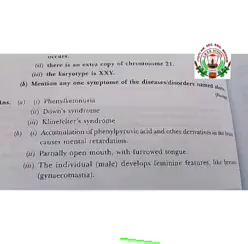 occurs.
(ii) there is an extra copy of chromosome 21.
(iii) the karyotype is XXY.
(b) Mention any one symptom of the diseases/disorders named above.
Ans. (a) (i) Phenylketonuria
(ii) Down's syndrome
(iii) Klinefelter's syndrome
(b) (i) Accumulation of phenylpyruvic acid and other derivatives in the brain
causes mental retardation.
(ii) Partially open mouth, with furrowed tongue.
(iii) The individual (male) develops feminine features, like breast
(gynaecomastia).